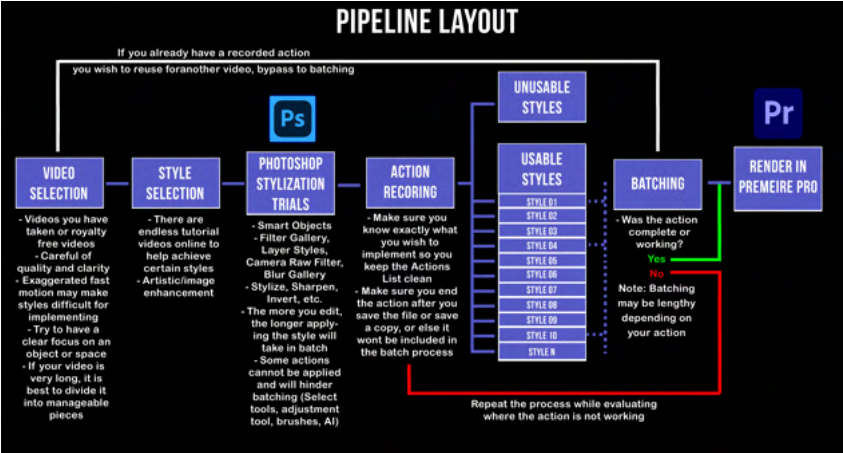 PIPELINE LAYOUT
If you already have a recorded action
you wish to reuse foranother video, bypass to batching
VIDEO
SELECTION
- Videos you have
taken or royalty
free videos
- Careful of
quality and clarity
- Exaggerated fast
motion may make
styles difficult for
implementing
- Try to have a
clear focus on an
object or space
- If your video is
very long, it is
best to divide it
into manageable
pieces
STYLE
SELECTION
- There are
endless tutorial
videos online to
help achieve
certain styles
- Artistic/image
enhancement
Ps
PHOTOSHOP
STYLIZATION
TRIALS
- Smart Objects
- Filter Gallery,
Layer Styles,
Camera Raw Filter,
Blur Gallery
- Stylize, Sharpen,
Invert, etc.
- The more you edit,
the longer apply-
ing the style will
take in batch
- Some actions
cannot be applied
and will hinder
batching (Select
tools, adjustment
tool, brushes, AI)
ACTION
RECORING
- Make sure you
know exactly what
you wish to
implement so you
keep the Actions
List clean
- Make sure you end
the action after you
save the file or save
a copy, or else it
wont be included in
the batch process
UNUSABLE
STYLES
USABLE
STYLES
STYLE 01
STYLE 02
STYLE 03
STYLE 04
STYLE 05
STYLE 06
STYLE 07
STYLE 08
STYLE 09
STYLE 10
STYLE N
BATCHING
- Was the action
complete or
working?
Yes
No
Note: Batching
may be lengthy
depending on
your action
Pr
RENDER IN
PREMEIRE PRO
Repeat the process while evaluating
where the action is not working